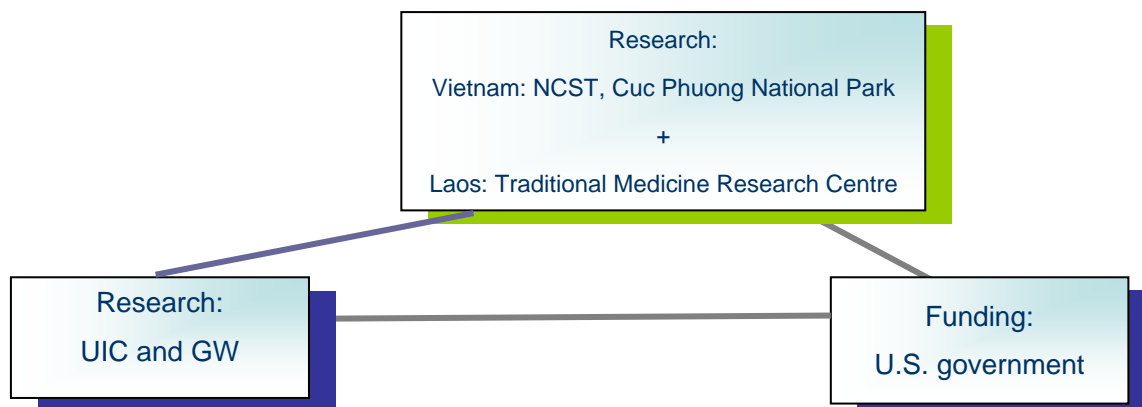 Research:
Vietnam: NCST, Cuc Phuong National Park
+
Laos: Traditional Medicine Research Centre
Research:
UIC and GW
Funding:
U.S. government